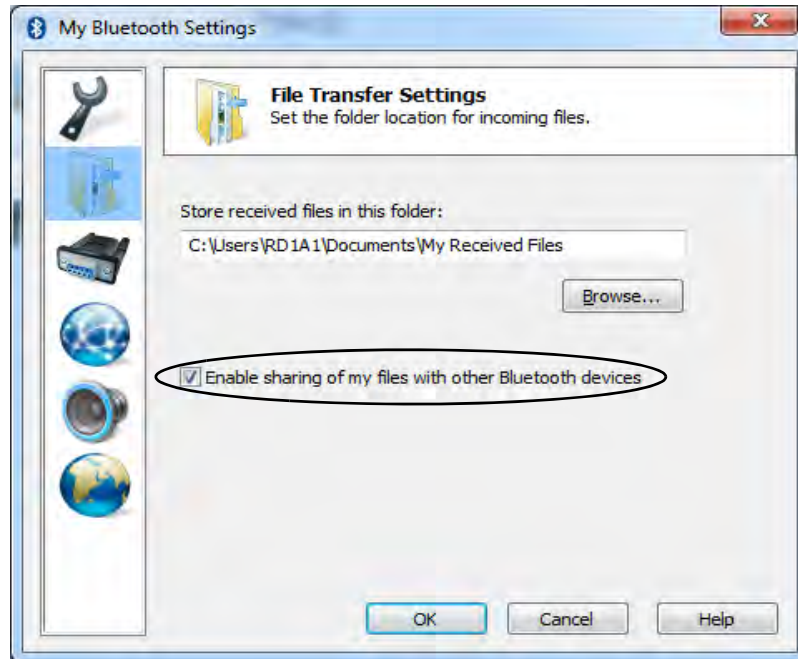 My Bluetooth Settings
File Transfer Settings
Set the folder location for incoming files.
Store received files in this folder:
C:\Users\RD1A1\Documents\My Received Files
Browse...
Enable sharing of my files with other Bluetooth devices
OK Cancel Help